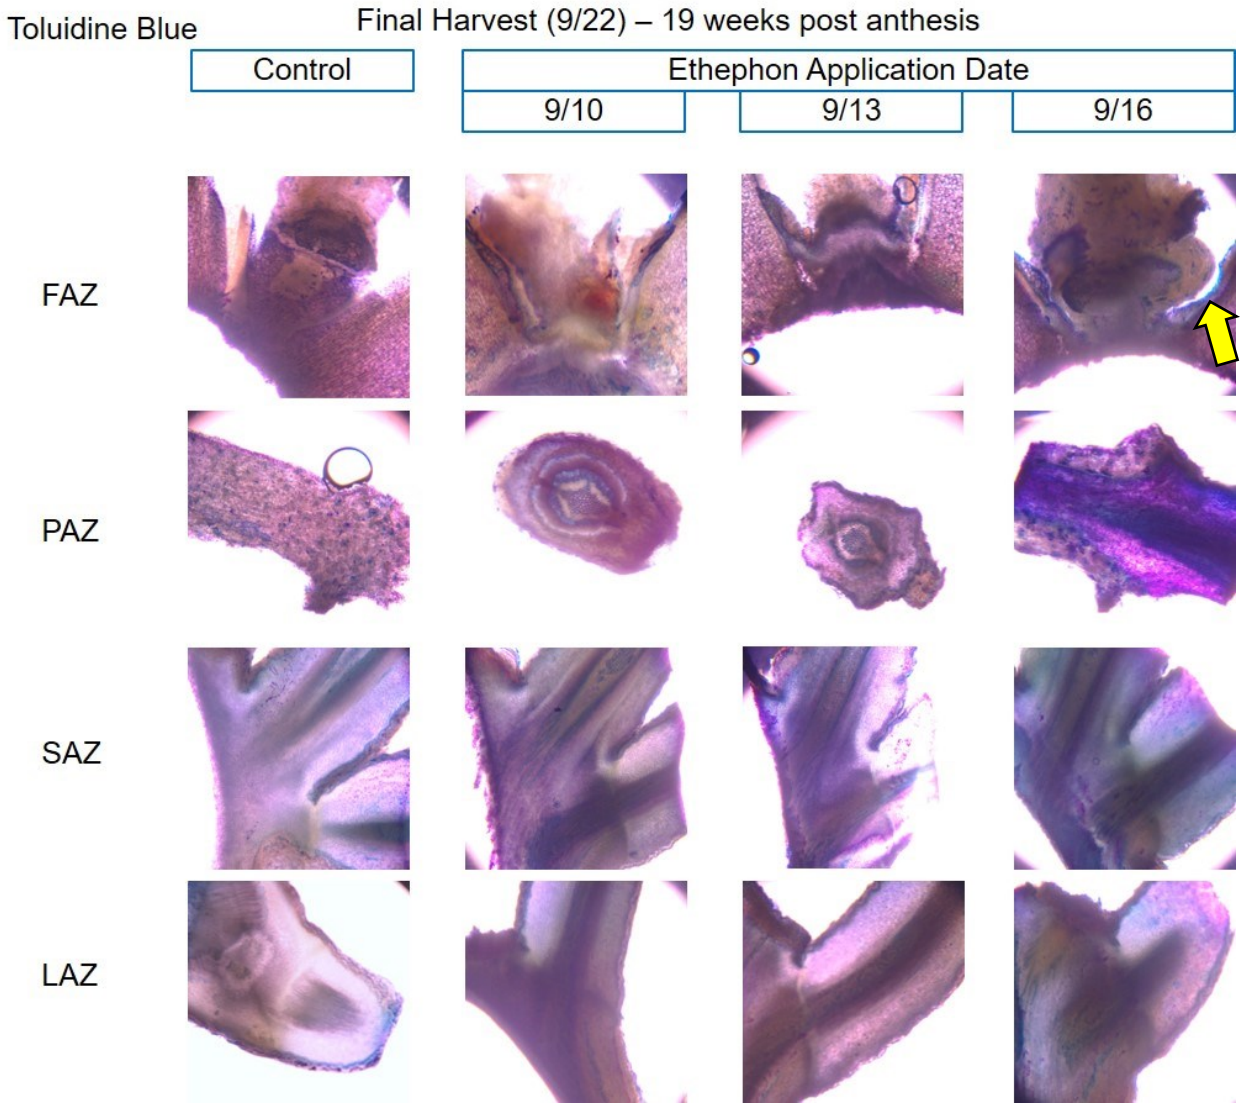 Toluidine Blue
Final Harvest (9/22) – 19 weeks post anthesis
Control
Ethephon Application Date
9/10
9/13
9/16
FAZ
PAZ
SAZ
LAZ